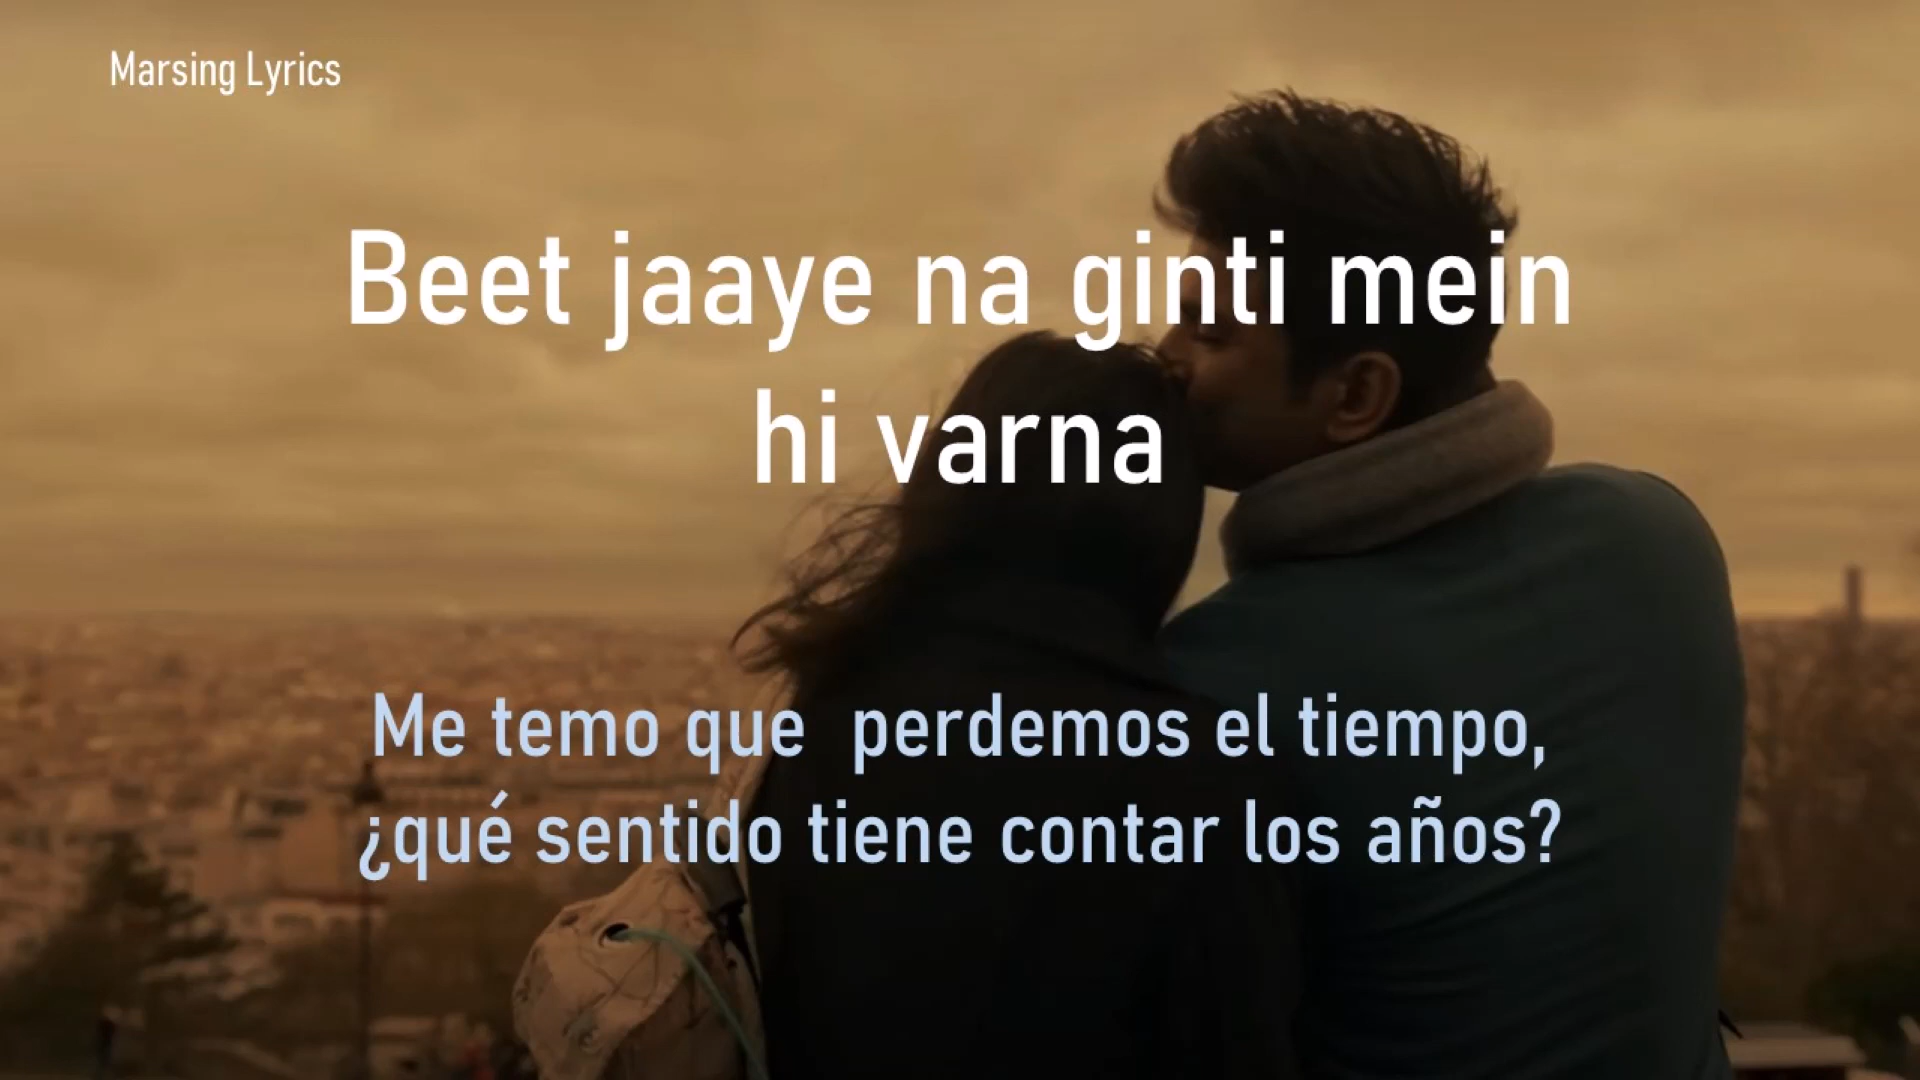 Marsing Lyrics
Beet jaaye na ginti mein
hi varna
Me temo que  perdemos el tiempo,
¿qué sentido tiene contar los años?